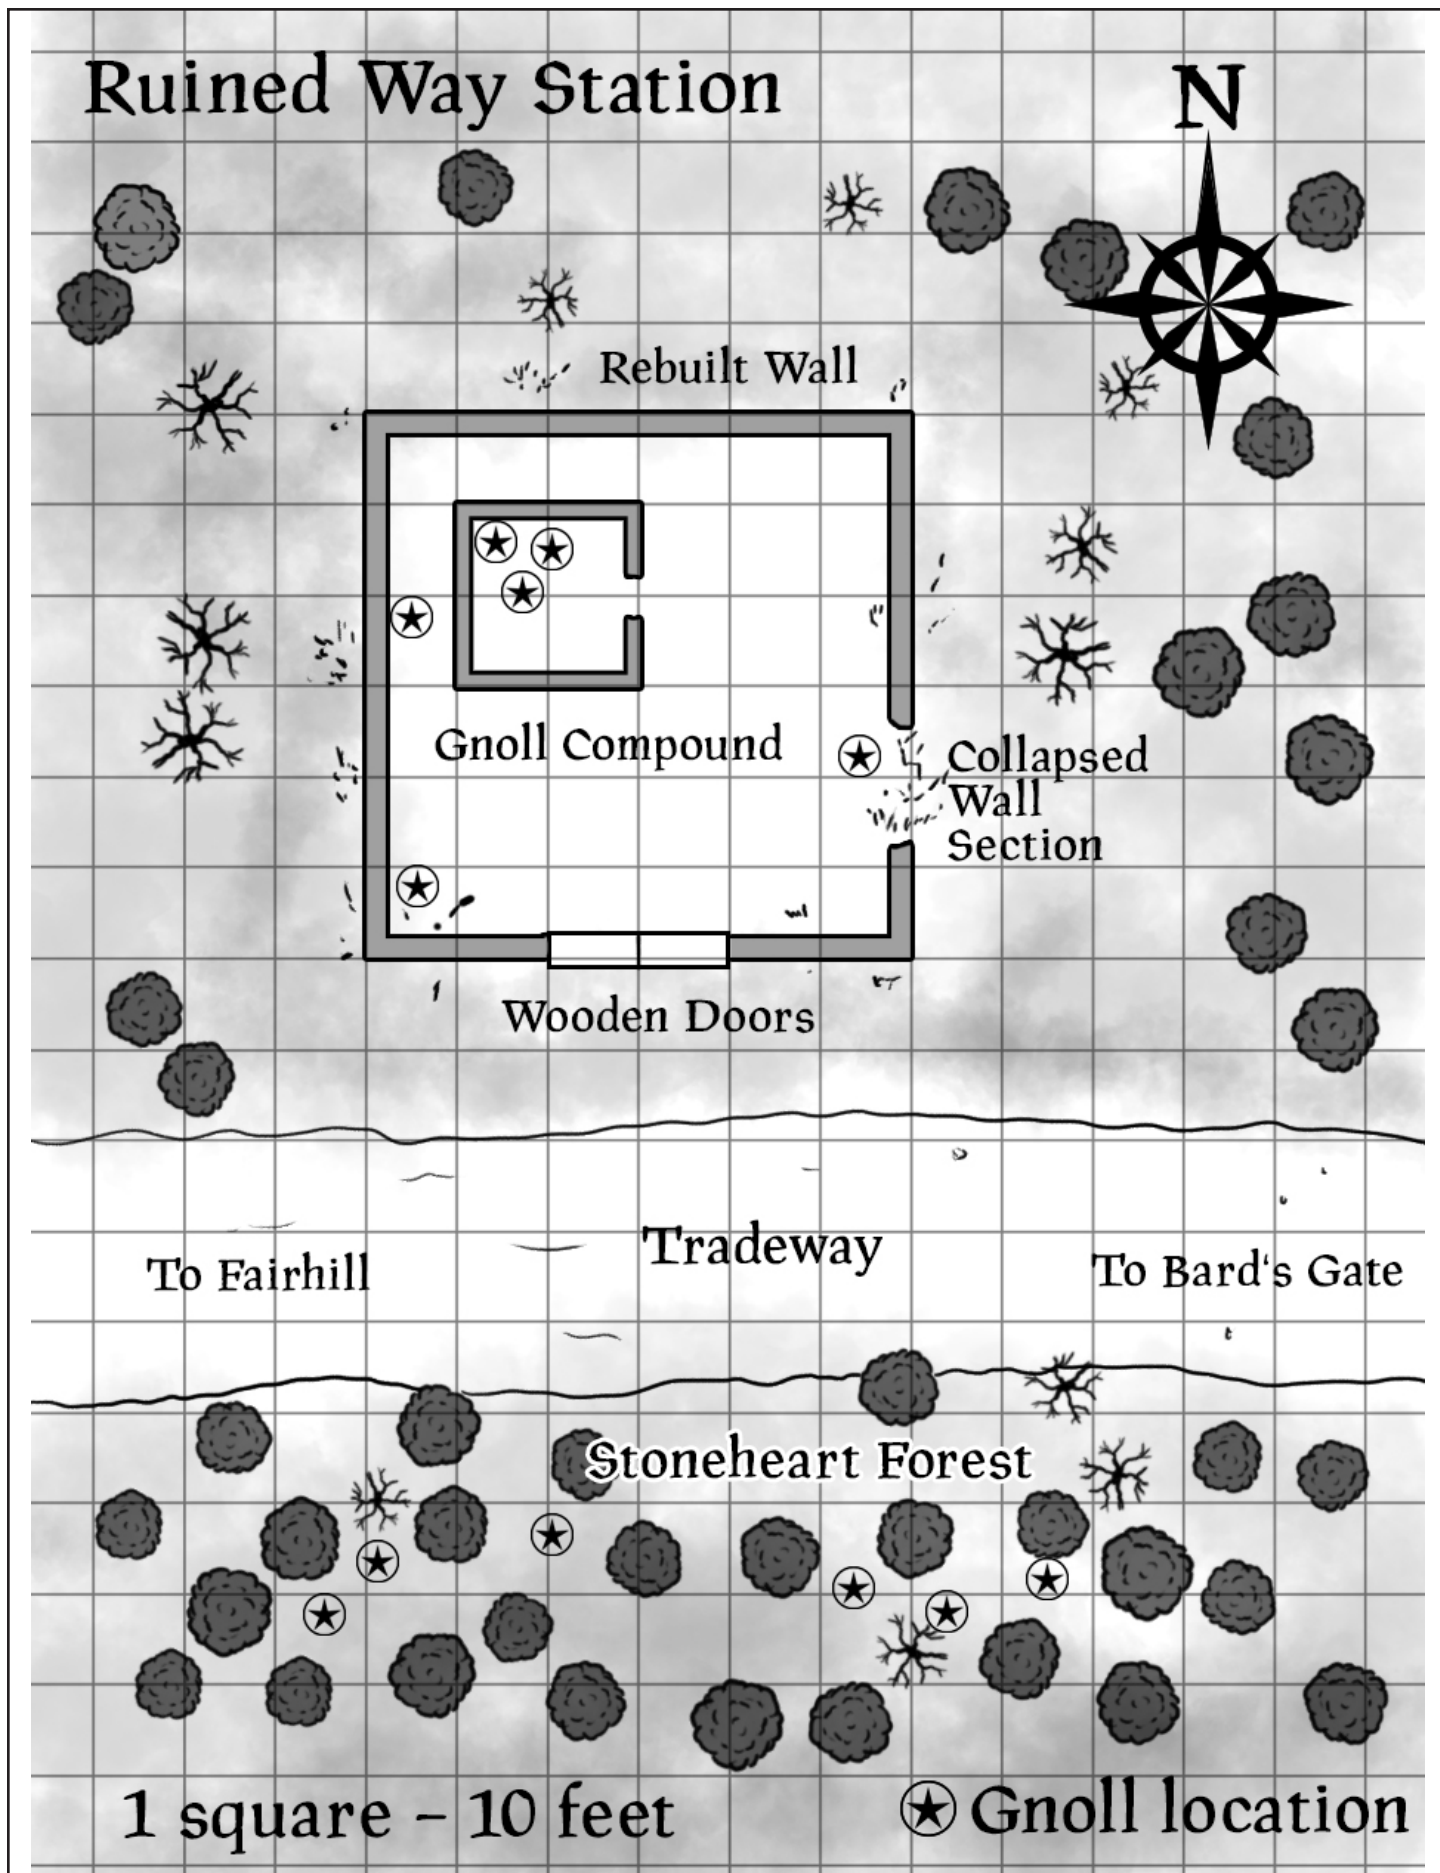 Ruined Way Station
N
Rebuilt Wall
Gnoll Compound
Collapsed
Wall
Section
Wooden Doors
Tradeway
To Fairhill
To Bard's Gate
Stoneheart Forest
1 square – 10 feet
Gnoll location